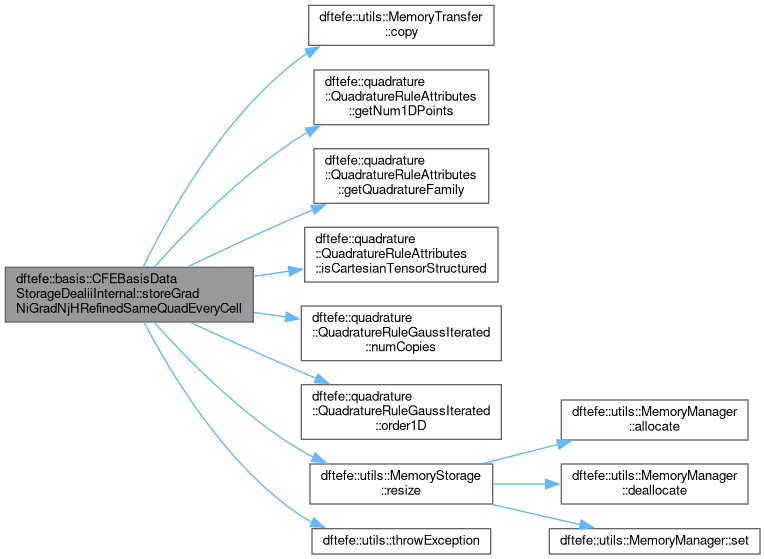 dftefe::basis::CFEBasisData
StorageDealiiInternal::storeGrad
NiGradNjHRefinedSameQuadEveryCell
dftefe::utils::MemoryTransfer
::copy
dftefe::quadrature
::QuadratureRuleAttributes
::getNum1DPoints
dftefe::quadrature
::QuadratureRuleAttributes
::getQuadratureFamily
dftefe::quadrature
::QuadratureRuleAttributes
::isCartesianTensorStructured
dftefe::quadrature
::QuadratureRuleGaussIterated
::numCopies
dftefe::quadrature
::QuadratureRuleGaussIterated
::order1D
dftefe::utils::MemoryStorage
::resize
dftefe::utils::throwException
dftefe::utils::MemoryManager
::allocate
dftefe::utils::MemoryManager
::deallocate
dftefe::utils::MemoryManager::set